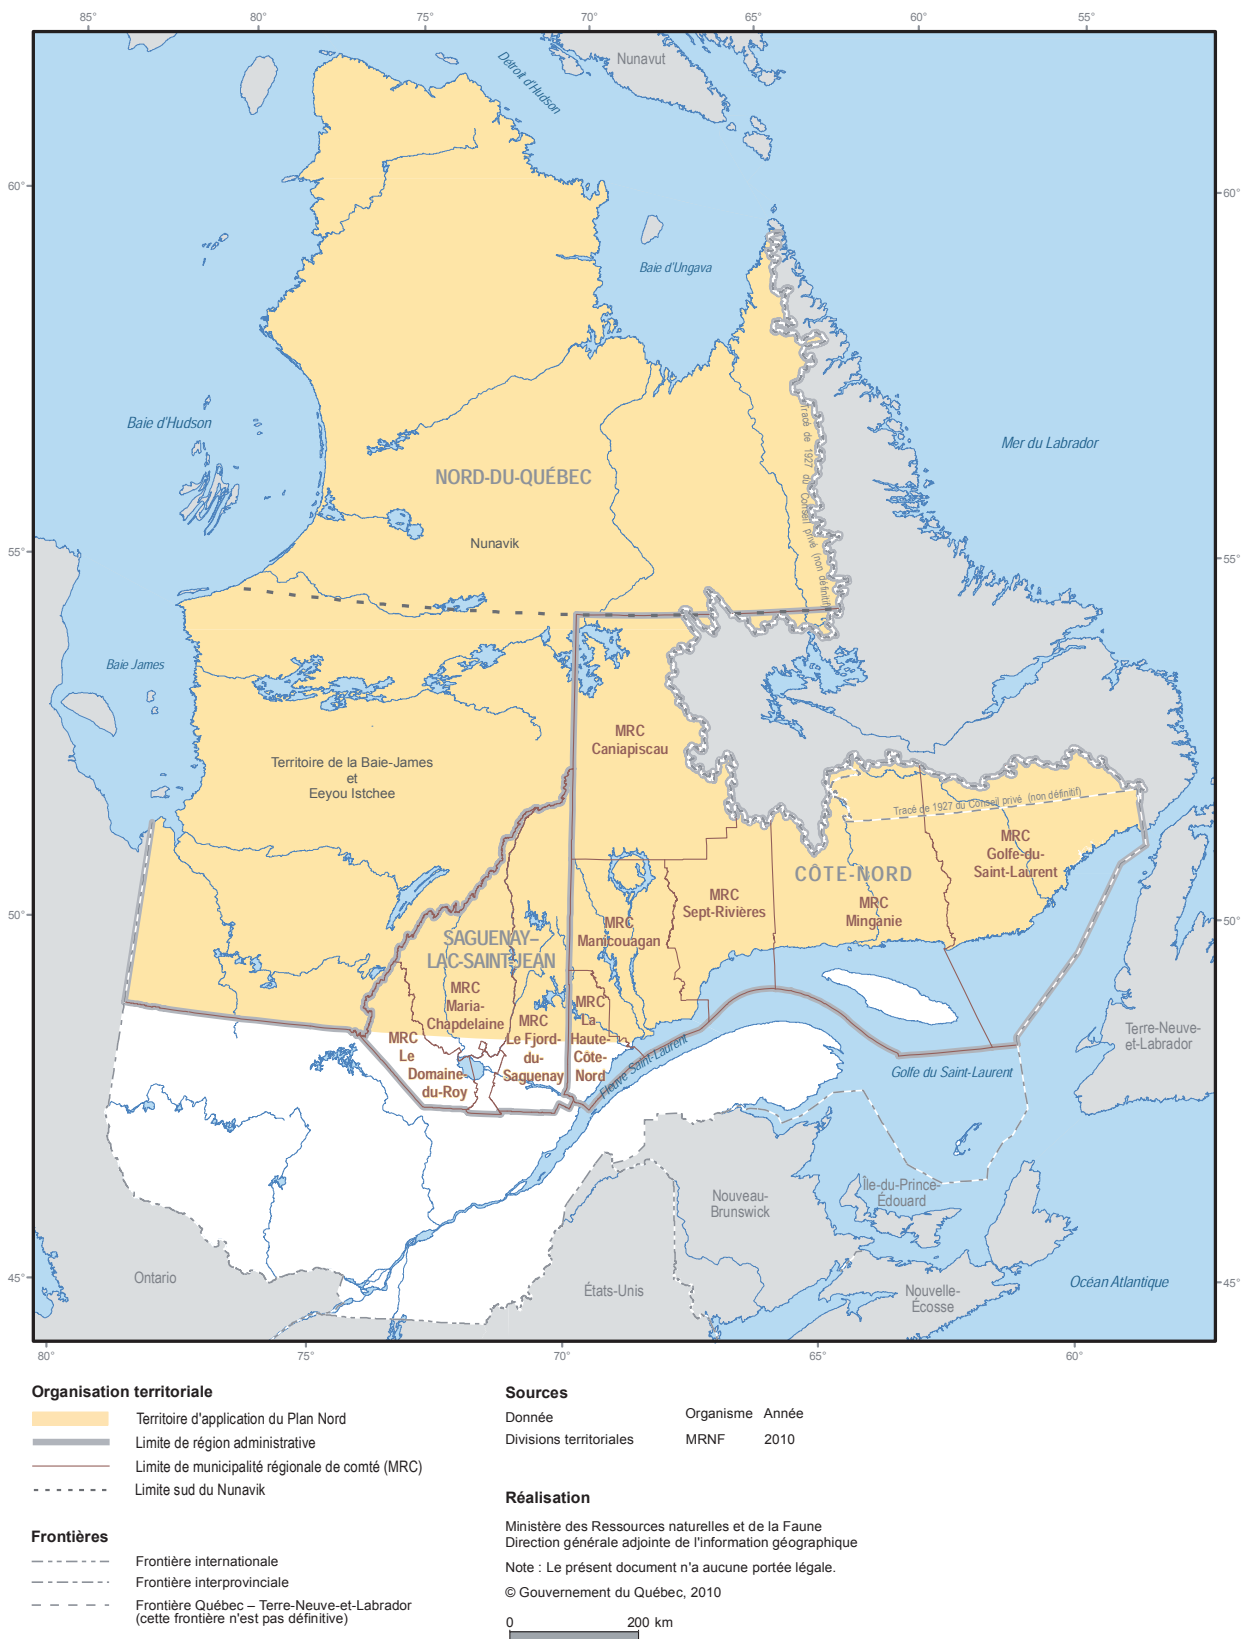 85°
80°
75°
70°
65°
60°
55°
Nunavut
Détroit d'Hudson
60°
60°
Baie d'Ungava
Baie d'Hudson
Mer du Labrador
Tracé de 1927 du Conseil privé (non définitif)
NORD-DU-QUÉBEC
Nunavik
55°
55°
Baie James
MRC
Caniapiscau
Territoire de la Baie-James
et
Eeyou Istchee
Tracé de 1927 du Conseil privé (non définitif)
MRC
Golfe-du-
Saint-Laurent
CÔTE-NORD
MRC
Sept-Rivières
MRC
Minganie
50°
50°
MRC
Manicouagan
SAGUENAY–
LAC-SAINT-JEAN
MRC
Maria-
Chapdelaine
MRC
La
Haute-
Côte-
Nord
MRC
Le Fjord-
du-
Saguenay
MRC
Le
Domaine-
du-Roy
Fleuve Saint-Laurent
Terre-Neuve-
et-Labrador
Golfe du Saint-Laurent
Nouveau-
Brunswick
Île-du-Prince-
Édouard
45°
Ontario
États-Unis
Nouvelle-
Écosse
Océan Atlantique
45°
80°
75°
70°
65°
60°
Organisation territoriale
Territoire d'application du Plan Nord
Limite de région administrative
Limite de municipalité régionale de comté (MRC)
Limite sud du Nunavik
Frontières
Frontière internationale
Frontière interprovinciale
Frontière Québec – Terre-Neuve-et-Labrador
(cette frontière n'est pas définitive)
Sources
Donnée Organisme Année
Divisions territoriales MRNF 2010
Réalisation
Ministère des Ressources naturelles et de la Faune
Direction générale adjointe de l'information géographique
Note : Le présent document n'a aucune portée légale.
© Gouvernement du Québec, 2010
0 200 km